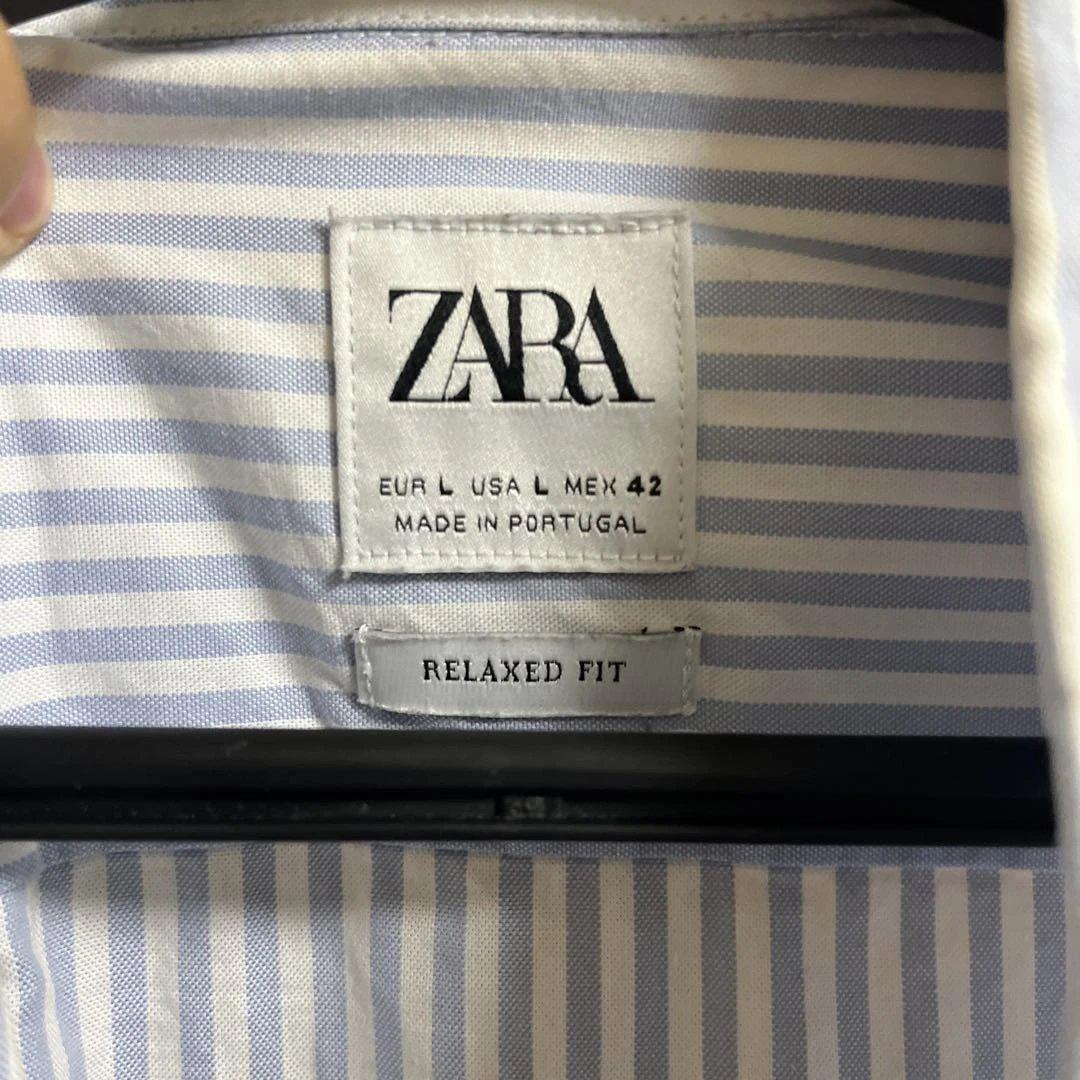 ZARA
EUR L USA L MEX 42
MADE IN PORTUGAL
RELAXED FIT